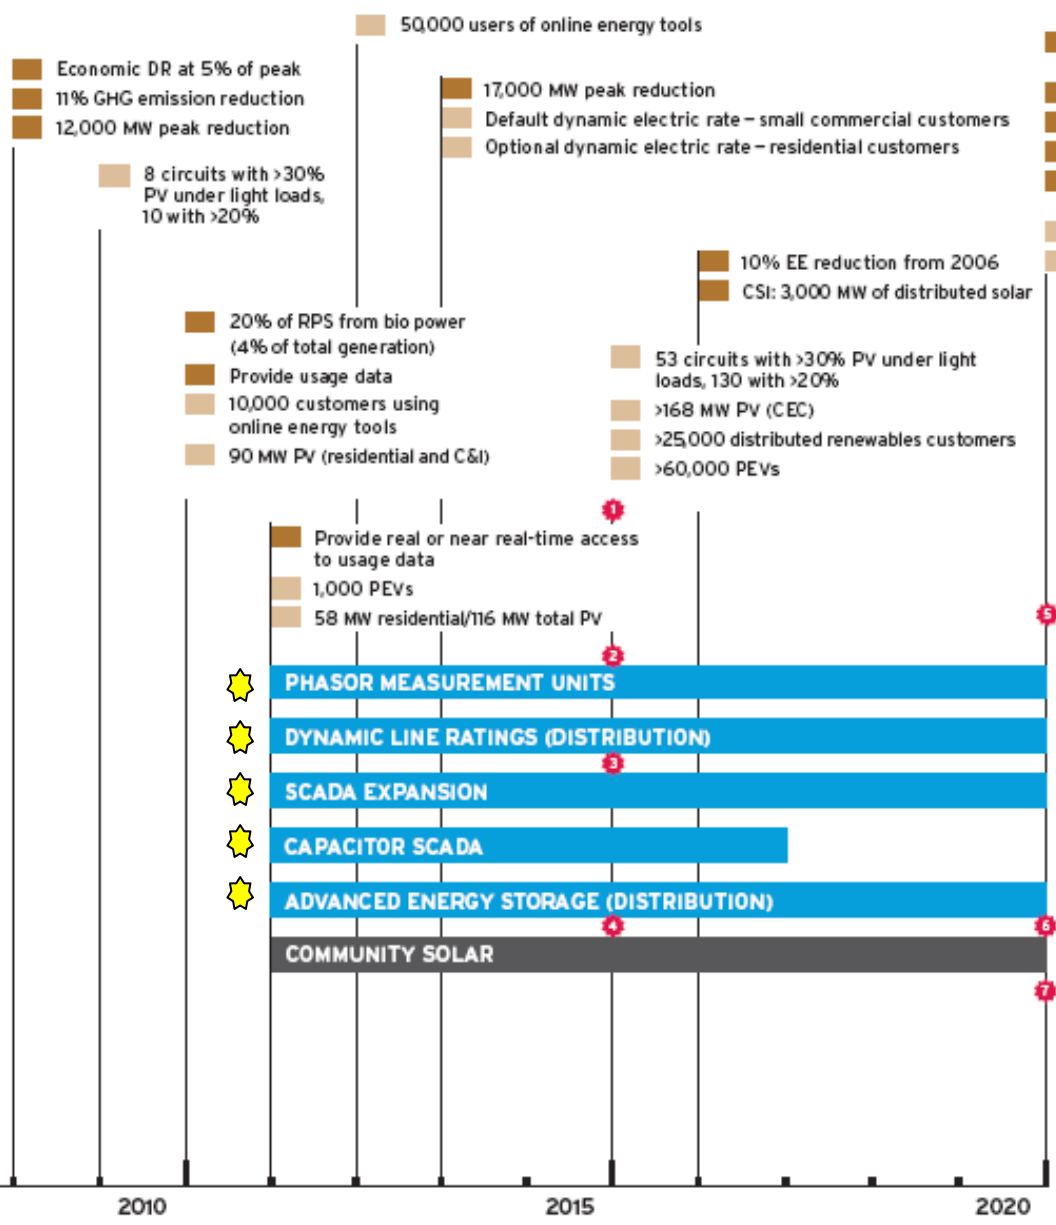 50,000 users of online energy tools
Economic DR at 5% of peak
11% GHG emission reduction
12,000 MW peak reduction
17,000 MW peak reduction
Default dynamic electric rate – small commercial customers
Optional dynamic electric rate – residential customers
8 circuits with >30%
PV under light loads,
10 with >20%
10% EE reduction from 2006
CSI: 3,000 MW of distributed solar
20% of RPS from bio power
(4% of total generation)
Provide usage data
10,000 customers using
online energy tools
90 MW PV (residential and C&I)
53 circuits with >30% PV under light
loads, 130 with >20%
>168 MW PV (CEC)
>25,000 distributed renewables customers
>60,000 PEVs
1
Provide real or near real-time access
to usage data
1,000 PEVs
58 MW residential/116 MW total PV
5
2
PHASOR MEASUREMENT UNITS
DYNAMIC LINE RATINGS (DISTRIBUTION)
3
SCADA EXPANSION
CAPACITOR SCADA
ADVANCED ENERGY STORAGE (DISTRIBUTION)
4
6
COMMUNITY SOLAR
7
2010
2015
2020